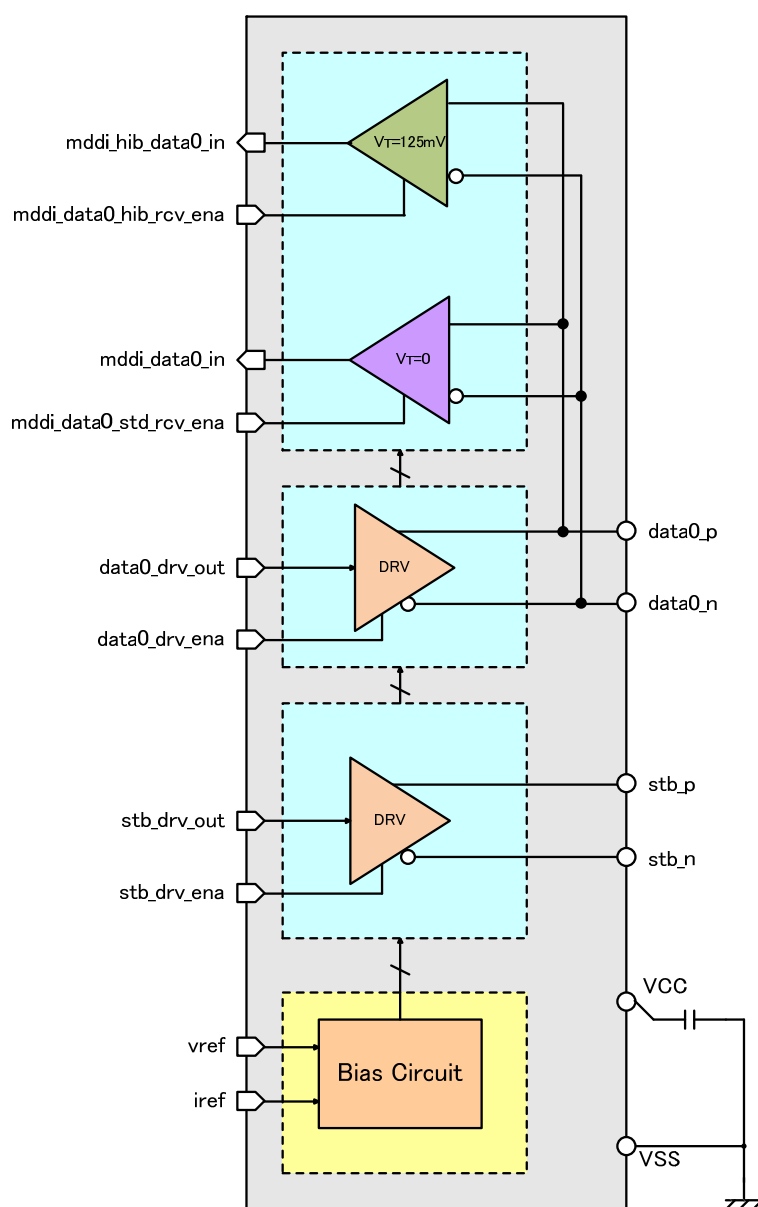 mddi_hib_data0_in
VT=125mV
mddi_data0_hib_rcv_ena
mddi_data0_in
VT=0
mddi_data0_std_rcv_ena
data0_drv_out
DRV
data0_p
data0_n
data0_drv_ena
stb_drv_out
DRV
stb_p
stb_n
stb_drv_ena
VCC
vref
Bias Circuit
iref
VSS